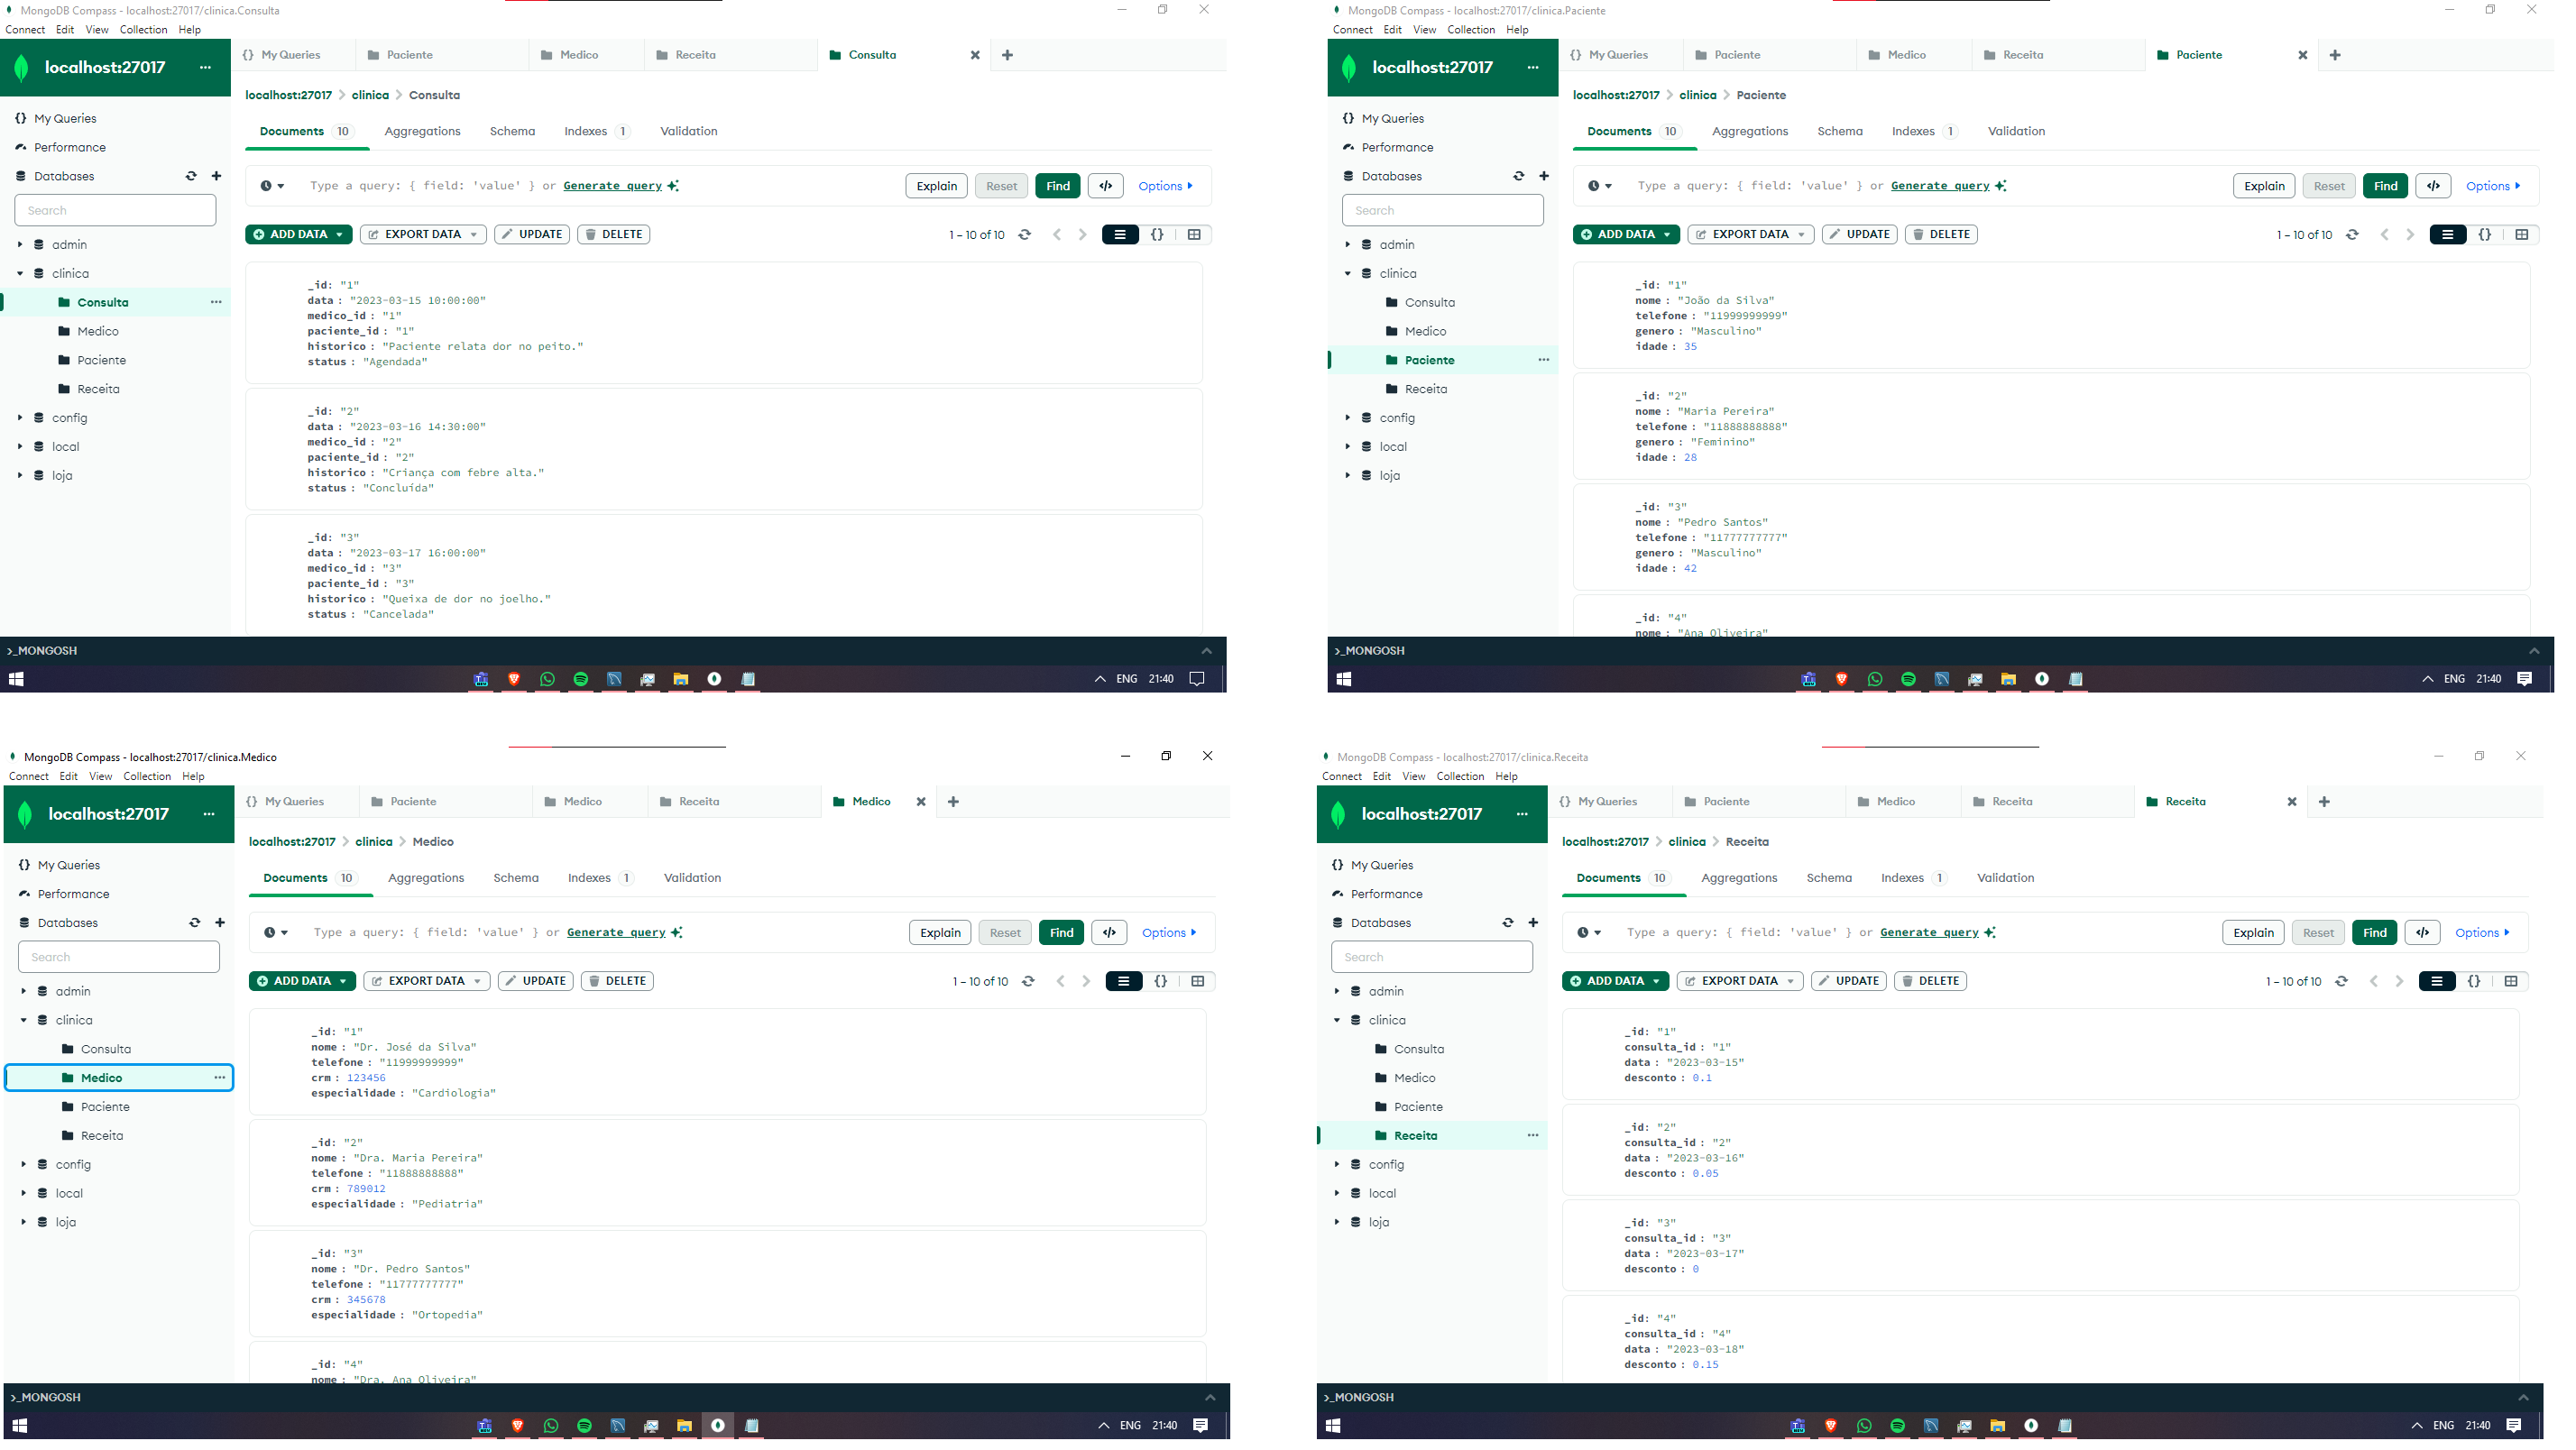 MongoDB Compass - localhost:27017/clinica.Consulta
Connect Edit View Collection Help
localhost:27017 ...
{} My Queries Paciente Medico Receita Consulta
localhost:27017 > clinica > Consulta
My Queries
Performance
Databases
Search
admin
clinica
Consulta ...
Medico
Paciente
Receita
config
local
loja
Documents 10 Aggregations Schema Indexes 1 Validation
Type a query: { field: 'value' } or Generate query
Explain Reset Find </> Options
ADD DATA EXPORT DATA UPDATE DELETE
1 – 10 of 10 {}
_id: "1"
data : "2023-03-15 10:00:00"
medico_id : "1"
paciente_id : "1"
historico : "Paciente relata dor no peito."
status : "Agendada"
_id: "2"
data : "2023-03-16 14:30:00"
medico_id : "2"
paciente_id : "2"
historico : "Criança com febre alta."
status : "Concluída"
_id: "3"
data : "2023-03-17 16:00:00"
medico_id : "3"
paciente_id : "3"
historico : "Queixa de dor no joelho."
status : "Cancelada"
>_MONGOSH
ENG 21:40
MongoDB Compass - localhost:27017/clinica.Paciente
Connect Edit View Collection Help
localhost:27017 ...
{} My Queries Paciente Medico Receita Paciente
localhost:27017 > clinica > Paciente
My Queries
Performance
Databases
Search
admin
clinica
Consulta
Medico
Paciente ...
Receita
config
local
loja
Documents 10 Aggregations Schema Indexes 1 Validation
Type a query: { field: 'value' } or Generate query
Explain Reset Find </> Options
ADD DATA EXPORT DATA UPDATE DELETE
1 – 10 of 10 {}
_id: "1"
nome : "João da Silva"
telefone : "11999999999"
genero : "Masculino"
idade : 35
_id: "2"
nome : "Maria Pereira"
telefone : "11888888888"
genero : "Feminino"
idade : 28
_id: "3"
nome : "Pedro Santos"
telefone : "11777777777"
genero : "Masculino"
idade : 42
_id: "4"
nome : "Ana Oliveira"
>_MONGOSH
ENG 21:40
MongoDB Compass - localhost:27017/clinica.Medico
Connect Edit View Collection Help
localhost:27017 ...
{} My Queries Paciente Medico Receita Medico
localhost:27017 > clinica > Medico
My Queries
Performance
Databases
Search
admin
clinica
Consulta
Medico ...
Paciente
Receita
config
local
loja
Documents 10 Aggregations Schema Indexes 1 Validation
Type a query: { field: 'value' } or Generate query
Explain Reset Find </> Options
ADD DATA EXPORT DATA UPDATE DELETE
1 – 10 of 10 {}
_id: "1"
nome : "Dr. José da Silva"
telefone : "11999999999"
crm : 123456
especialidade : "Cardiologia"
_id: "2"
nome : "Dra. Maria Pereira"
telefone : "11888888888"
crm : 789012
especialidade : "Pediatria"
_id: "3"
nome : "Dr. Pedro Santos"
telefone : "11777777777"
crm : 345678
especialidade : "Ortopedia"
_id: "4"
nome : "Dra. Ana Oliveira"
>_MONGOSH
ENG 21:40
MongoDB Compass - localhost:27017/clinica.Receita
Connect Edit View Collection Help
localhost:27017 ...
{} My Queries Paciente Medico Receita Receita
localhost:27017 > clinica > Receita
My Queries
Performance
Databases
Search
admin
clinica
Consulta
Medico
Paciente
Receita ...
config
local
loja
Documents 10 Aggregations Schema Indexes 1 Validation
Type a query: { field: 'value' } or Generate query
Explain Reset Find </> Options
ADD DATA EXPORT DATA UPDATE DELETE
1 – 10 of 10 {}
_id: "1"
consulta_id : "1"
data : "2023-03-15"
desconto : 0.1
_id: "2"
consulta_id : "2"
data : "2023-03-16"
desconto : 0.05
_id: "3"
consulta_id : "3"
data : "2023-03-17"
desconto : 0
_id: "4"
consulta_id : "4"
data : "2023-03-18"
desconto : 0.15
>_MONGOSH
ENG 21:40